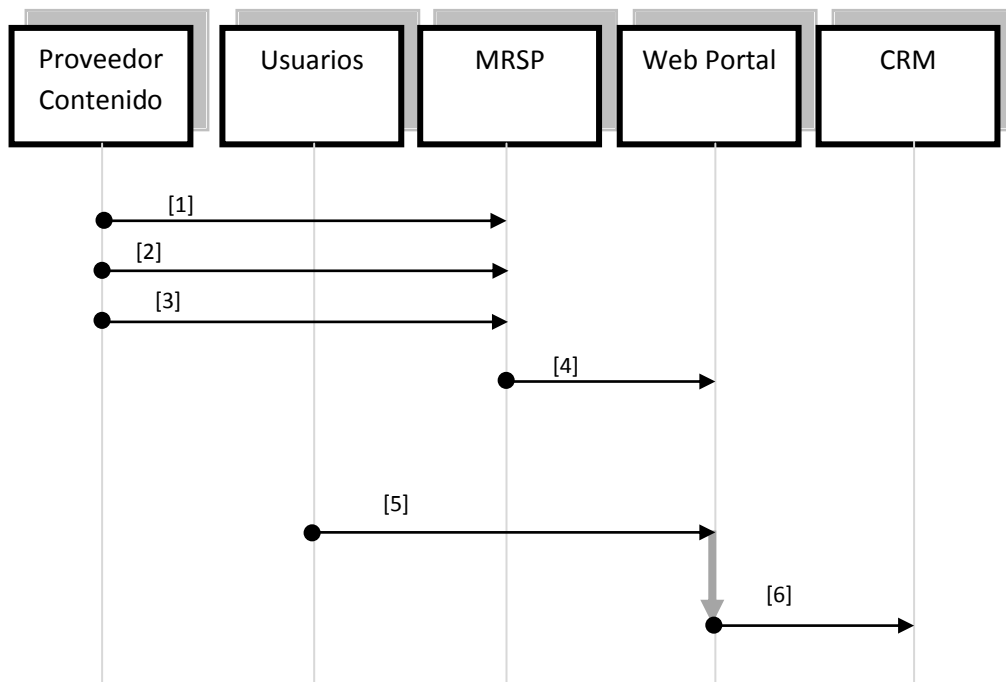 Proveedor
Contenido
Usuarios
MRSP
Web Portal
CRM
[1]
[2]
[3]
[4]
[5]
[6]